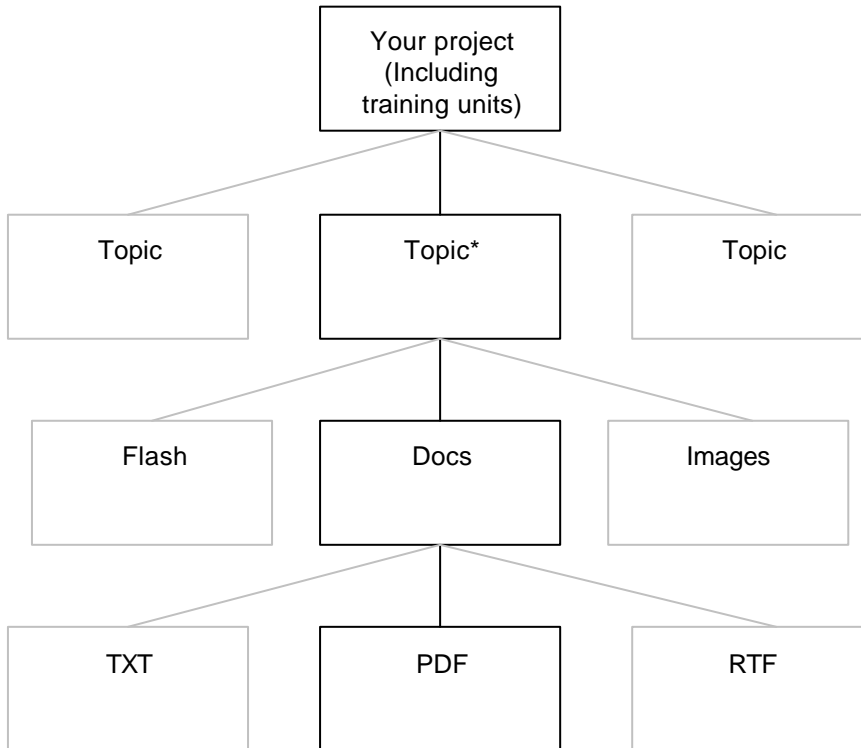 Your project
(Including
training units)
Topic
Topic*
Topic
Flash
Docs
Images
TXT
PDF
RTF